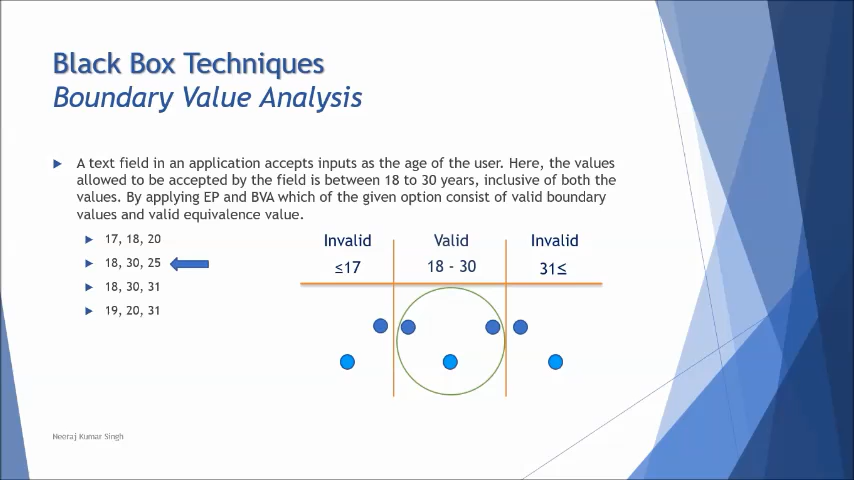 Black Box Techniques
Boundary Value Analysis
A text field in an application accepts inputs as the age of the user. Here, the values
allowed to be accepted by the field is between 18 to 30 years, inclusive of both the
values. By applying EP and BVA which of the given option consist of valid boundary
values and valid equivalence value.
17, 18, 20
18, 30, 25
18, 30, 31
19, 20, 31
Invalid Valid Invalid
≤17 18 - 30 31≤
Neeraj Kumar Singh